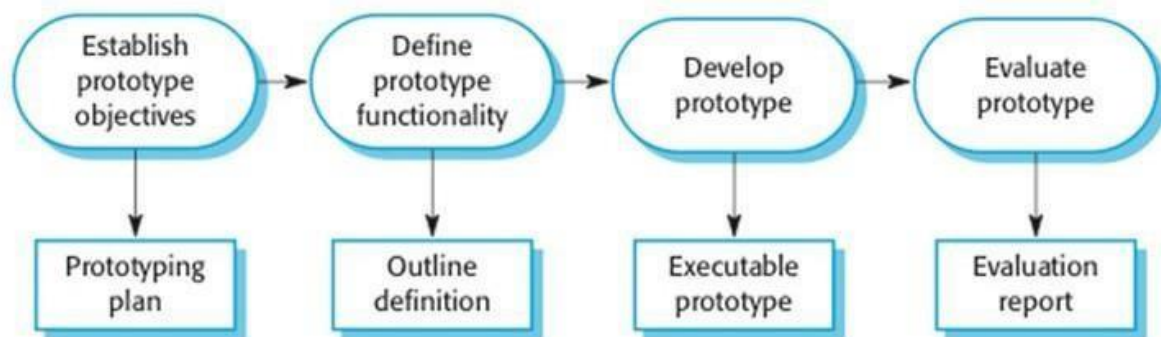 Establish
prototype
objectives
Define
prototype
functionality
Develop
prototype
Evaluate
prototype
Prototyping
plan
Outline
definition
Executable
prototype
Evaluation
report